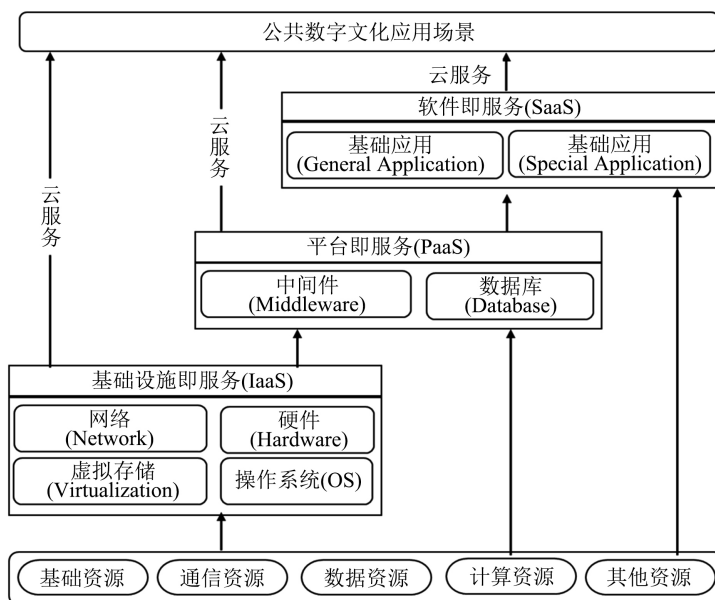 公共数字文化应用场景
云服务
云服务
云服务
软件即服务(SaaS)
基础应用
(General Application)
基础应用
(Special Application)
平台即服务(PaaS)
中间件
(Middleware)
数据库
(Database)
基础设施即服务(IaaS)
网络
(Network)
硬件
(Hardware)
虚拟存储
(Virtualization)
操作系统(OS)
基础资源
通信资源
数据资源
计算资源
其他资源